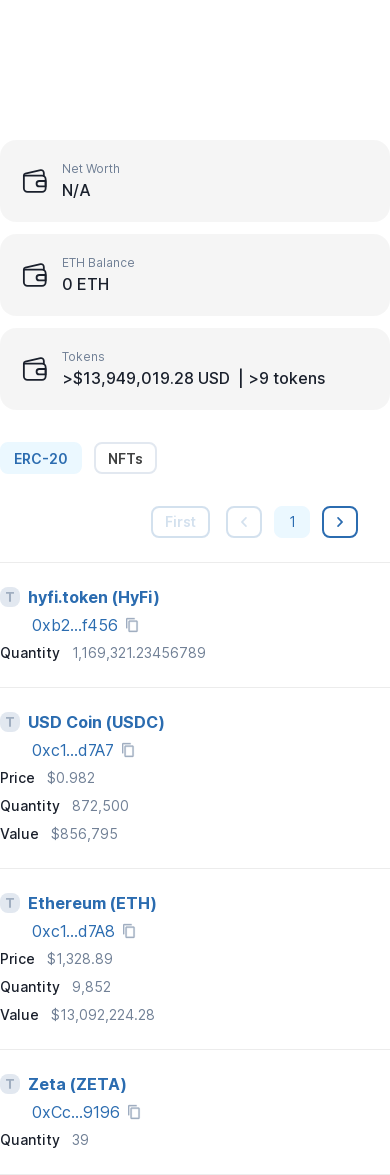 Net Worth
N/A
ETH Balance
0 ETH
Tokens
>$13,949,019.28 USD | >9 tokens
ERC-20 NFTs
First 1
T hyfi.token (HyFi)
0xb2...f456
Quantity 1,169,321.23456789
T USD Coin (USDC)
0xc1...d7A7
Price $0.982
Quantity 872,500
Value $856,795
T Ethereum (ETH)
0xc1...d7A8
Price $1,328.89
Quantity 9,852
Value $13,092,224.28
T Zeta (ZETA)
0xCc...9196
Quantity 39